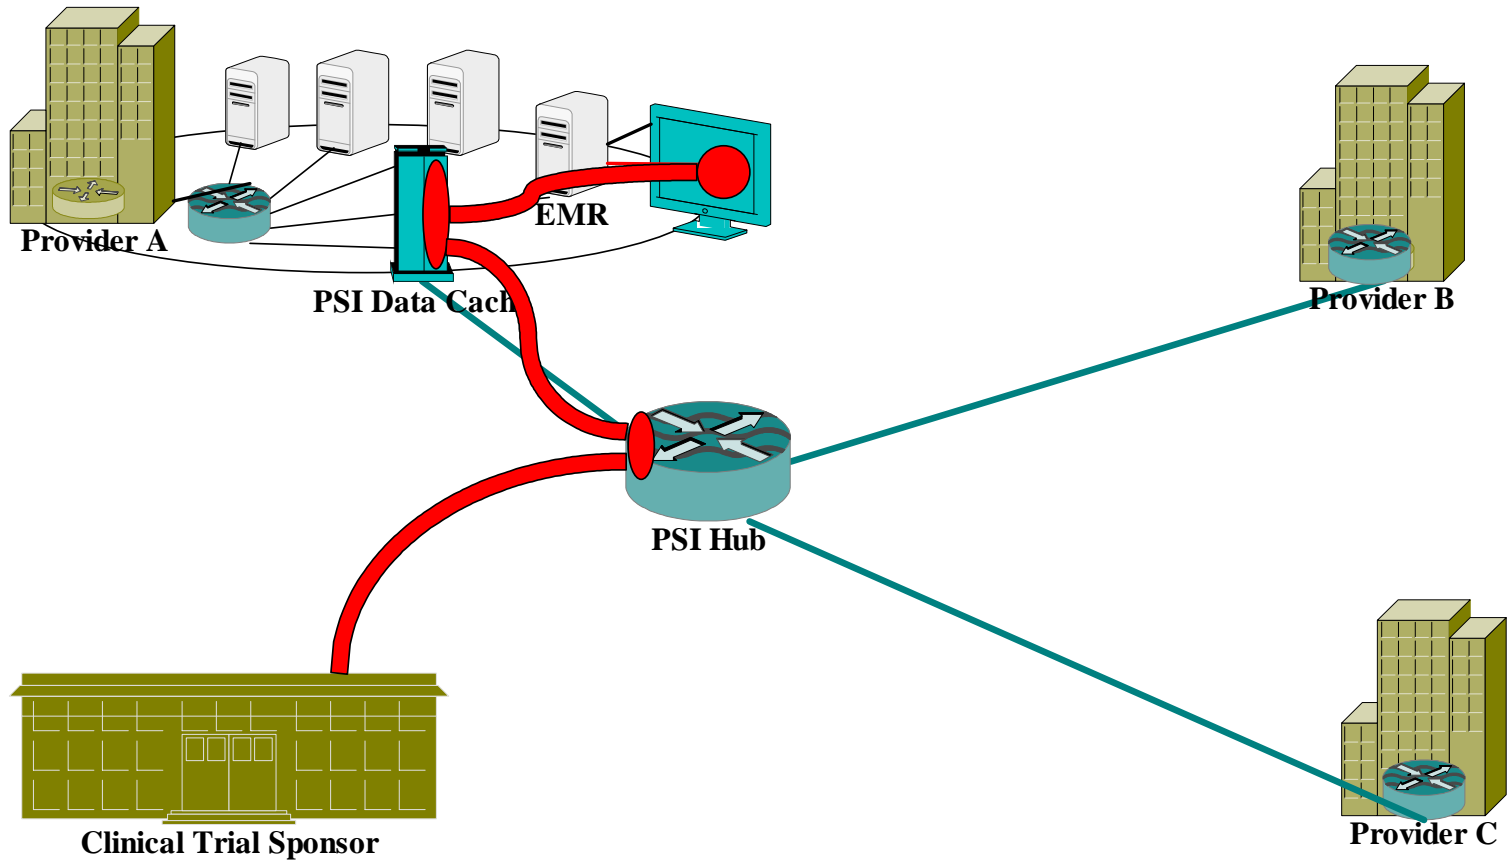 EMR
Provider A
PSI Data Cach
Provider B
PSI Hub
Clinical Trial Sponsor
Provider C